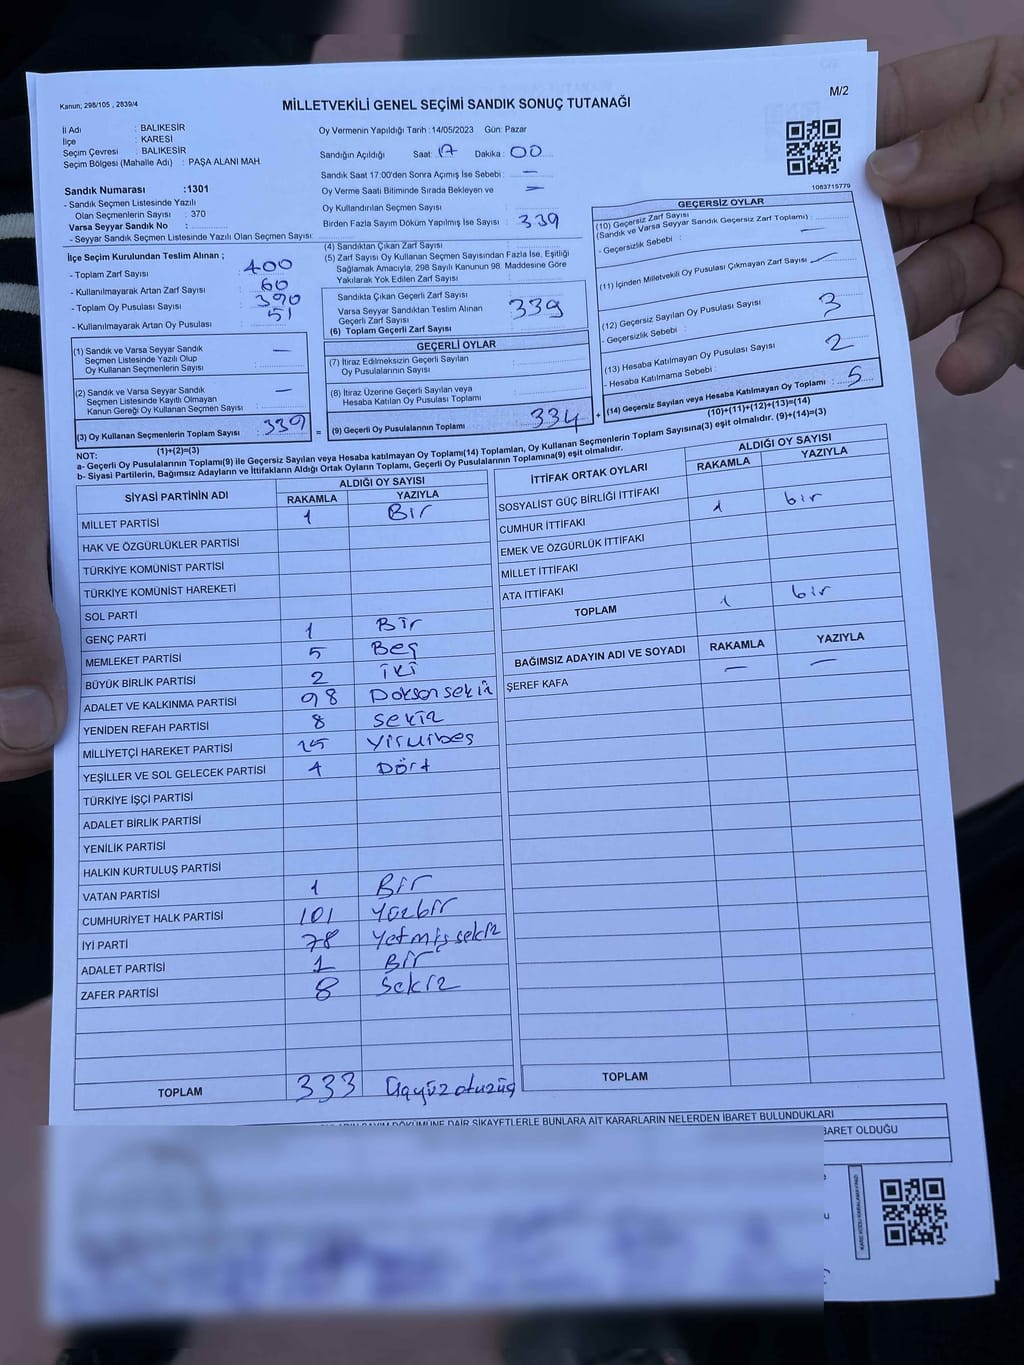 Kanun; 298/105 , 2839/4
M/2
MİLLETVEKİLİ GENEL SEÇİMİ SANDIK SONUÇ TUTANAĞI
İl Adı : BALIKESİR
İlçe : KARESİ
Seçim Çevresi : BALIKESİR
Seçim Bölgesi (Mahalle Adı) : PAŞA ALANI MAH.
Sandık Numarası :1301
- Sandık Seçmen Listesinde Yazılı
Olan Seçmenlerin Sayısı : 370
Varsa Seyyar Sandık No :
- Seyyar Sandık Seçmen Listesinde Yazılı Olan Seçmen Sayısı:
Oy Vermenin Yapıldığı Tarih : 14/05/2023 Gün: Pazar
Sandığın Açıldığı Saat: 17 Dakika : 00
Sandık Saat 17:00'den Sonra Açılmış İse Sebebi : –
Oy Verme Saati Bitiminde Sırada Bekleyen ve
Oy Kullandırılan Seçmen Sayısı
Birden Fazla Sayım Döküm Yapılmış İse Sayısı : 339
1063715779
İlçe Seçim Kurulundan Teslim Alınan ;
- Toplam Zarf Sayısı : 400
- Kullanılmayarak Artan Zarf Sayısı : 60
- Toplam Oy Pusulası Sayısı : 390
- Kullanılmayarak Artan Oy Pusulası : 51
(1) Sandık ve Varsa Seyyar Sandık
Seçmen Listesinde Yazılı Olup
Oy Kullanan Seçmenlerin Sayısı : –
(2) Sandık ve Varsa Seyyar Sandık
Seçmen Listesinde Kayıtlı Olmayan
Kanun Gereği Oy Kullanan Seçmen Sayısı : –
(3) Oy Kullanan Seçmenlerin Toplam Sayısı : 339
(1)+(2)=(3)
(4) Sandıktan Çıkan Zarf Sayısı
(5) Zarf Sayısı Oy Kullanan Seçmen Sayısından Fazla İse, Eşitliği
Sağlamak Amacıyla, 298 Sayılı Kanunun 98. Maddesine Göre
Yakılarak Yok Edilen Zarf Sayısı :
Sandıkta Çıkan Geçerli Zarf Sayısı
Varsa Seyyar Sandıktan Teslim Alınan
Geçerli Zarf Sayısı
(6) Toplam Geçerli Zarf Sayısı
339
=
GEÇERLİ OYLAR
(7) İtiraz Edilmeksizin Geçerli Sayılan
Oy Pusulalarının Sayısı :
(8) İtiraz Üzerine Geçerli Sayılan veya
Hesaba Katılan Oy Pusulası Toplamı :
(9) Geçerli Oy Pusulalarının Toplamı : 334
+
GEÇERSİZ OYLAR
(10) Geçersiz Zarf Sayısı
(Sandık ve Varsa Seyyar Sandık Geçersiz Zarf Toplamı) : –
- Geçersizlik Sebebi :
(11) İçinden Milletvekili Oy Pusulası Çıkmayan Zarf Sayısı : –
(12) Geçersiz Sayılan Oy Pusulası Sayısı : 3
- Geçersizlik Sebebi :
(13) Hesaba Katılmayan Oy Pusulası Sayısı : 2
- Hesaba Katılmama Sebebi :
(14) Geçersiz Sayılan veya Hesaba Katılmayan Oy Toplamı : 5
(10)+(11)+(12)+(13)=(14)
NOT:
a- Geçerli Oy Pusulalarının Toplamı(9) ile Geçersiz Sayılan veya Hesaba katılmayan Oy Toplamı(14) Toplamları, Oy Kullanan Seçmenlerin Toplam Sayısına(3) eşit olmalıdır. (9)+(14)=(3)
b- Siyasi Partilerin, Bağımsız Adayların ve İttifakların Aldığı Ortak Oyların Toplamı, Geçerli Oy Pusulalarının Toplamına(9) eşit olmalıdır.
SİYASİ PARTİNİN ADI ALDIĞI OY SAYISI
RAKAMLA YAZIYLA
MİLLET PARTİSİ 1 Bir
HAK VE ÖZGÜRLÜKLER PARTİSİ
TÜRKİYE KOMÜNİST PARTİSİ
TÜRKİYE KOMÜNİST HAREKETİ
SOL PARTİ
GENÇ PARTİ 1 Bir
MEMLEKET PARTİSİ 5 Beş
BÜYÜK BİRLİK PARTİSİ 2 iki
ADALET VE KALKINMA PARTİSİ 98 Doksansekiz
YENİDEN REFAH PARTİSİ 8 sekiz
MİLLİYETÇİ HAREKET PARTİSİ 25 yirmibeş
YEŞİLLER VE SOL GELECEK PARTİSİ 4 Dört
TÜRKİYE İŞÇİ PARTİSİ
ADALET BİRLİK PARTİSİ
YENİLİK PARTİSİ
HALKIN KURTULUŞ PARTİSİ
VATAN PARTİSİ 1 Bir
CUMHURİYET HALK PARTİSİ 101 Yüzbir
İYİ PARTİ 78 Yetmişsekiz
ADALET PARTİSİ 1 Bir
ZAFER PARTİSİ 8 Sekiz
TOPLAM 333 Üçyüzotuzüç
İTTİFAK ORTAK OYLARI ALDIĞI OY SAYISI
RAKAMLA YAZIYLA
SOSYALİST GÜÇ BİRLİĞİ İTTİFAKI
CUMHUR İTTİFAKI 1 bir
EMEK VE ÖZGÜRLÜK İTTİFAKI
MİLLET İTTİFAKI
ATA İTTİFAKI
TOPLAM 1 bir
BAĞIMSIZ ADAYIN ADI VE SOYADI RAKAMLA YAZIYLA
ŞEREF KAFA – –
TOPLAM
DÖKÜMÜNE DAİR ŞİKAYETLERLE BUNLARA AİT KARARLARIN NELERDEN İBARET BULUNDUKLARI
BARET OLDUĞU